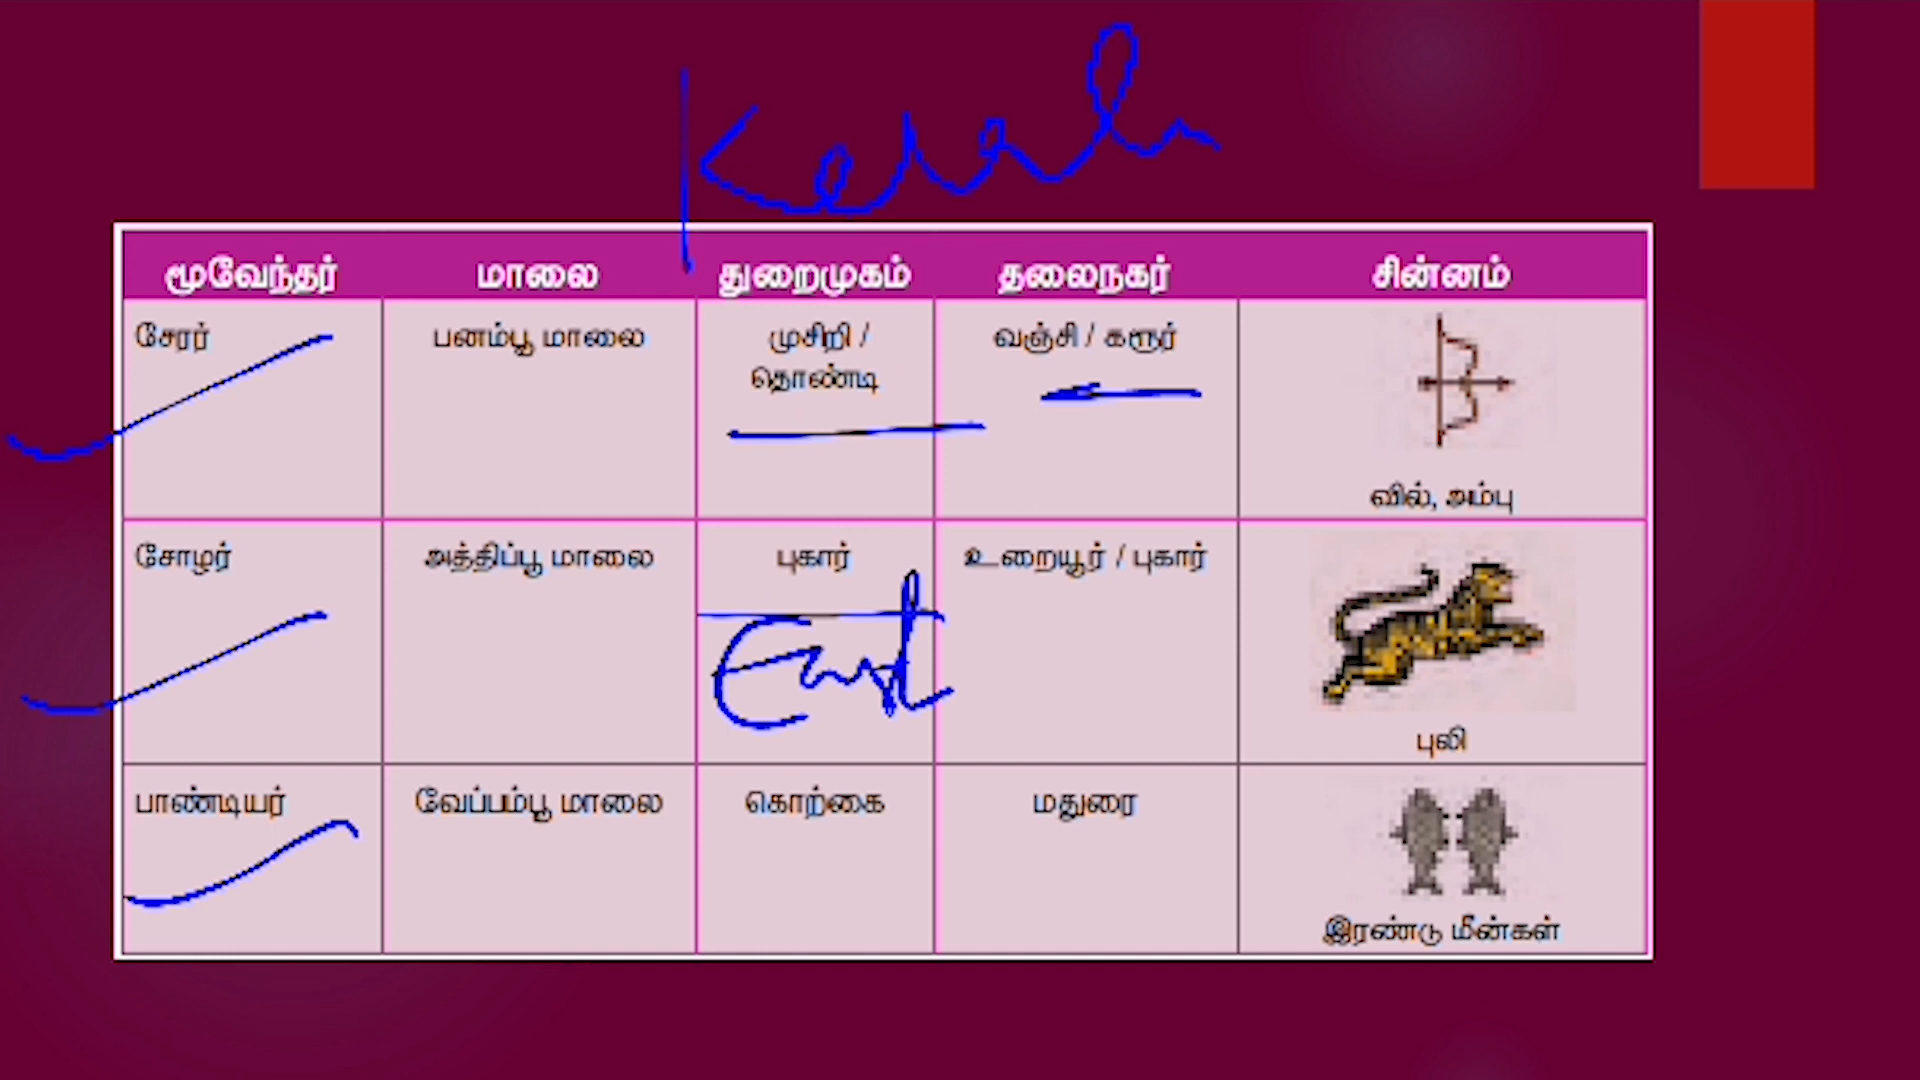 Kerala
மூவேந்தர் மாலை துறைமுகம் தலைநகர் சின்னம்
சேரர் பனம்பூ மாலை முசிறி / வஞ்சி / கரூர்
தொண்டி
வில், அம்பு
சோழர் அத்திப்பூ மாலை புகார் உறையூர் / புகார்
East
புலி
பாண்டியர் வேப்பம்பூ மாலை கொற்கை மதுரை
இரண்டு மீன்கள்